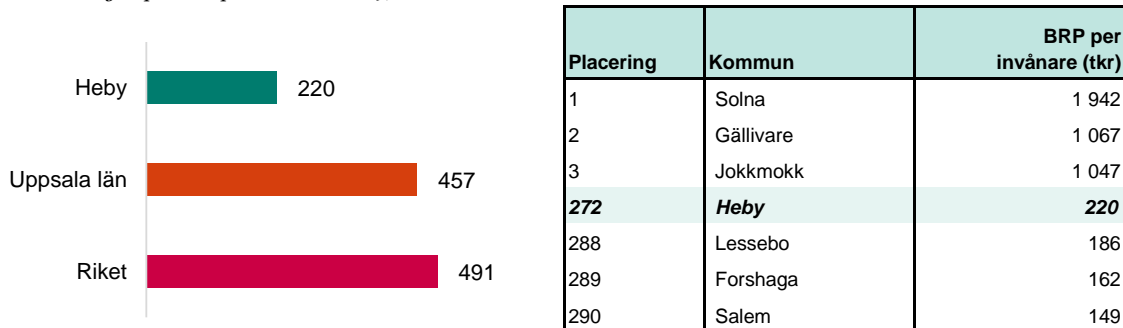 Heby 220
Uppsala län 457
Riket 491
Placering Kommun BRP per invånare (tkr)
1 Solna 1 942
2 Gällivare 1 067
3 Jokkmokk 1 047
272 Heby 220
288 Lessebo 186
289 Forshaga 162
290 Salem 149